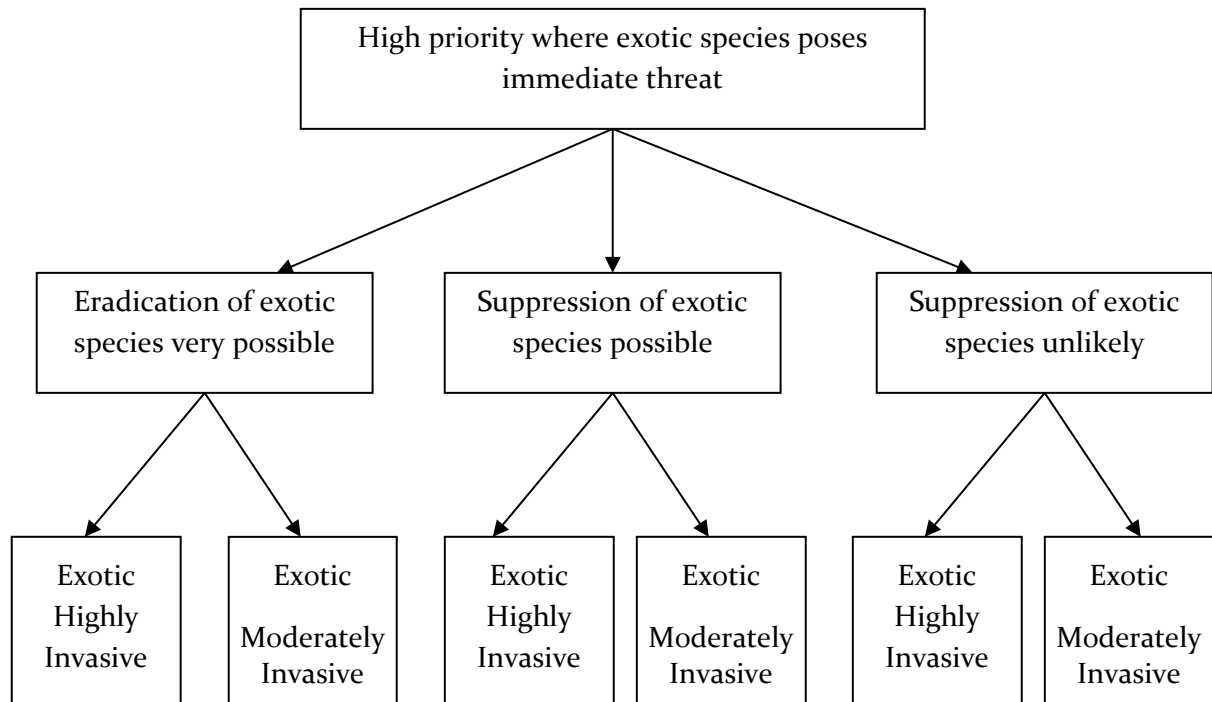 High priority where exotic species poses
immediate threat
Eradication of exotic
species very possible
Suppression of exotic
species possible
Suppression of exotic
species unlikely
Exotic
Highly
Invasive
Exotic
Moderately
Invasive
Exotic
Highly
Invasive
Exotic
Moderately
Invasive
Exotic
Highly
Invasive
Exotic
Moderately
Invasive